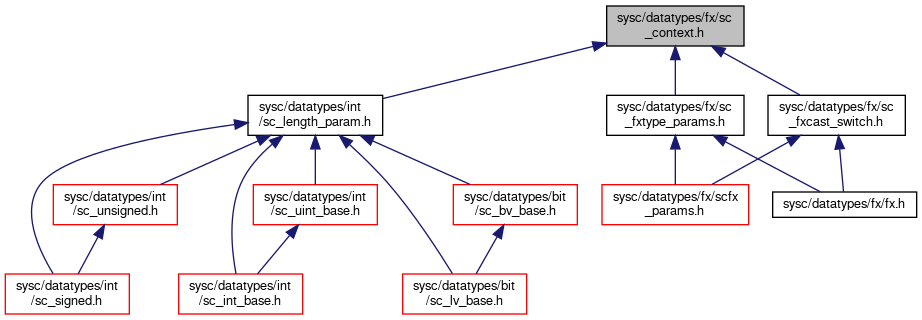 sysc/datatypes/fx/sc
_context.h
sysc/datatypes/int
/sc_length_param.h
sysc/datatypes/fx/sc
_fxtype_params.h
sysc/datatypes/fx/sc
_fxcast_switch.h
sysc/datatypes/int
/sc_unsigned.h
sysc/datatypes/int
/sc_uint_base.h
sysc/datatypes/bit
/sc_bv_base.h
sysc/datatypes/fx/scfx
_params.h
sysc/datatypes/fx/fx.h
sysc/datatypes/int
/sc_signed.h
sysc/datatypes/int
/sc_int_base.h
sysc/datatypes/bit
/sc_lv_base.h